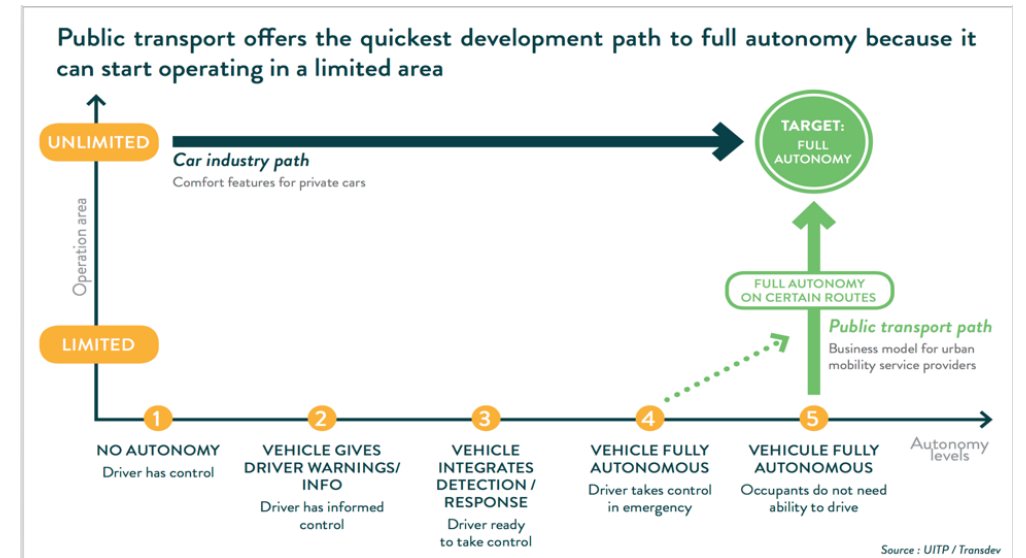 Public transport offers the quickest development path to full autonomy because it
can start operating in a limited area
UNLIMITED
Car industry path
Comfort features for private cars
TARGET:
FULL
AUTONOMY
Operation area
FULL AUTONOMY
ON CERTAIN ROUTES
LIMITED
Public transport path
Business model for urban
mobility service providers
1
NO AUTONOMY
Driver has control
2
VEHICLE GIVES
DRIVER WARNINGS/
INFO
Driver has informed
control
3
VEHICLE
INTEGRATES
DETECTION /
RESPONSE
Driver ready
to take control
4
VEHICLE FULLY
AUTONOMOUS
Driver takes control
in emergency
5
VEHICULE FULLY
AUTONOMOUS
Occupants do not need
ability to drive
Autonomy
levels
Source : UITP / Transdev